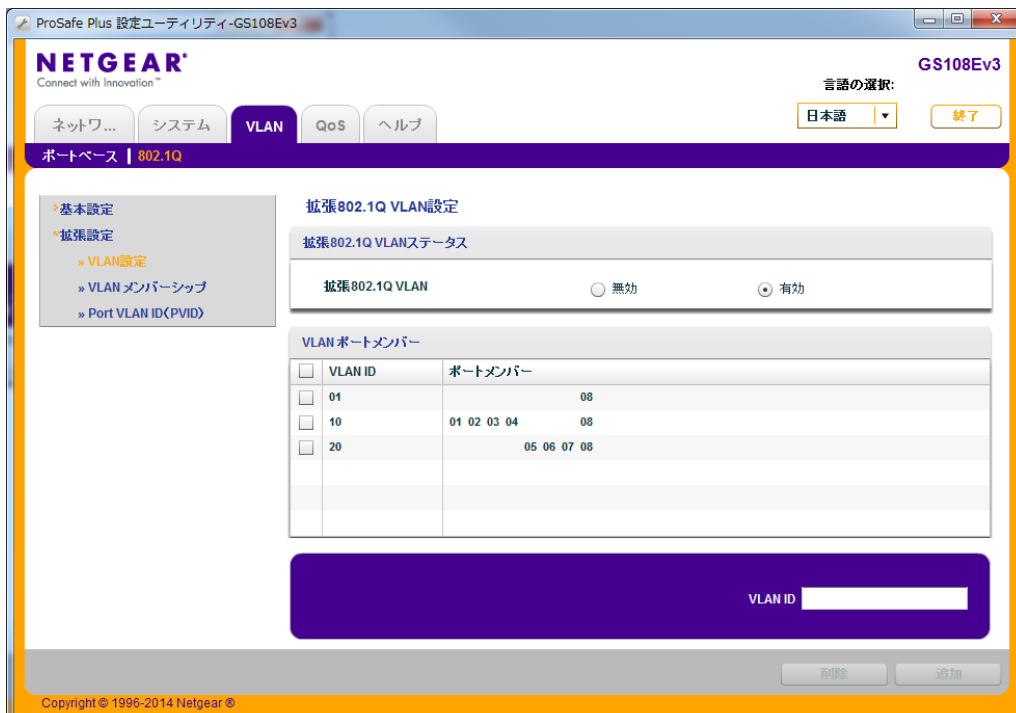 ProSafe Plus 設定ユーティリティ-GS108Ev3
NETGEAR®
Connect with Innovation™
GS108Ev3
言語の選択:
日本語
終了
ネットワ...
システム
VLAN
QoS
ヘルプ
ポートベース
802.1Q
基本設定
拡張設定
» VLAN設定
» VLAN メンバーシップ
» Port VLAN ID(PVID)
拡張802.1Q VLAN設定
拡張802.1Q VLANステータス
拡張802.1Q VLAN 無効 有効
VLAN ポートメンバー
VLAN ID ポートメンバー
01 08
10 01 02 03 04 08
20 05 06 07 08
VLAN ID
削除 追加
Copyright © 1996-2014 Netgear ®